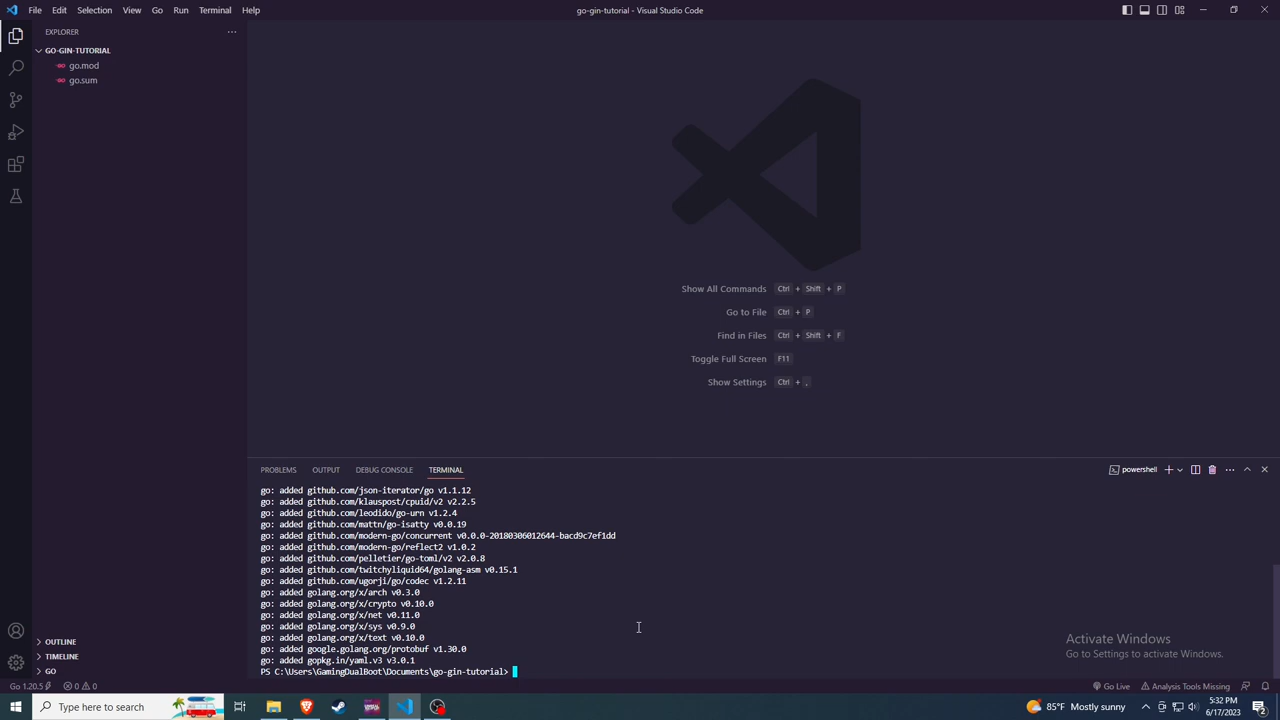 File Edit Selection View Go Run Terminal Help
go-gin-tutorial - Visual Studio Code
EXPLORER
GO-GIN-TUTORIAL
go.mod
go.sum
Show All Commands Ctrl + Shift + P
Go to File Ctrl + P
Find in Files Ctrl + Shift + F
Toggle Full Screen F11
Show Settings Ctrl + ,
PROBLEMS OUTPUT DEBUG CONSOLE TERMINAL
powershell
go: added github.com/json-iterator/go v1.1.12
go: added github.com/klauspost/cpuid/v2 v2.2.5
go: added github.com/leodido/go-urn v1.2.4
go: added github.com/mattn/go-isatty v0.0.19
go: added github.com/modern-go/concurrent v0.0.0-20180306012644-bacd9c7ef1dd
go: added github.com/modern-go/reflect2 v1.0.2
go: added github.com/pelletier/go-toml/v2 v2.0.8
go: added github.com/twitchyliquid64/golang-asm v0.15.1
go: added github.com/ugorji/go/codec v1.2.11
go: added golang.org/x/arch v0.3.0
go: added golang.org/x/crypto v0.10.0
go: added golang.org/x/net v0.11.0
go: added golang.org/x/sys v0.9.0
go: added golang.org/x/text v0.10.0
go: added google.golang.org/protobuf v1.30.0
go: added gopkg.in/yaml.v3 v3.0.1
PS C:\Users\GamingDualBoot\Documents\go-gin-tutorial>
OUTLINE
TIMELINE
GO
Activate Windows
Go to Settings to activate Windows.
Go 1.20.5 0 0
Go Live Analysis Tools Missing
Type here to search
85°F Mostly sunny
5:32 PM
6/17/2023
2